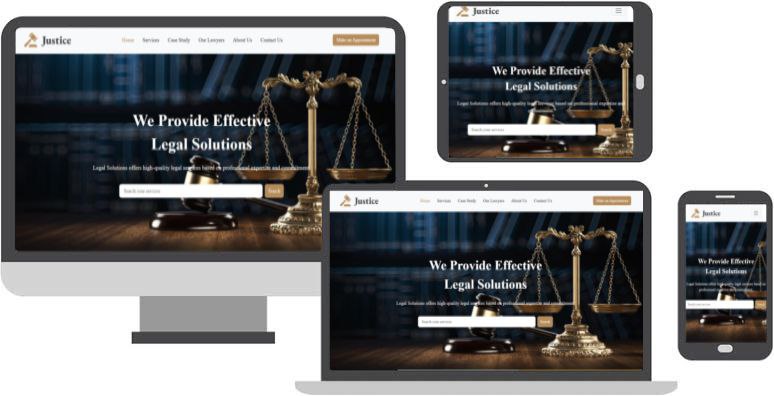 Justice
Home Services Case Study Our Lawyers About Us Contact Us Make an Appointment
We Provide Effective
Legal Solutions
Legal Solutions offers high-quality legal services based on professional expertise and commitment
Search your services Search
Justice
We Provide Effective
Legal Solutions
Legal Solutions offers high-quality legal services based on professional expertise and
Search your services Search
Justice
Home Services Case Study Our Lawyers About Us Contact Us Make an Appointment
We Provide Effective
Legal Solutions
Legal Solutions offers high-quality legal services based on professional expertise and commitment
Search your services Search
Justice
We Provide Effective
Legal Solutions
Legal Solutions offers high-quality legal services based on
professional expertise and commitment
Search your services Search